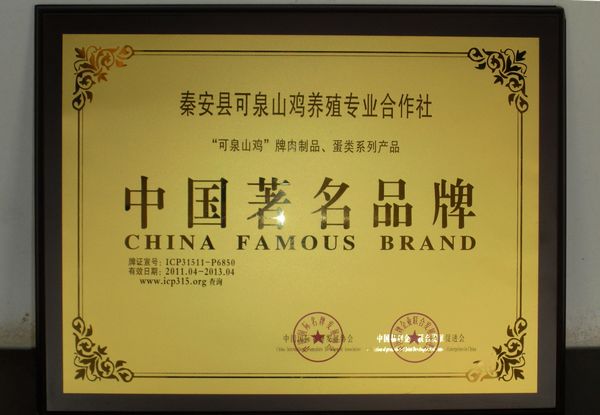 秦安县可泉山鸡养殖专业合作社
“可泉山鸡”牌肉制品、蛋类系列产品
中国著名品牌
CHINA FAMOUS BRAND
牌证宣号：ICP31511-P6850
有效日期：2011.04-2013.04
www.icp315.org 查询